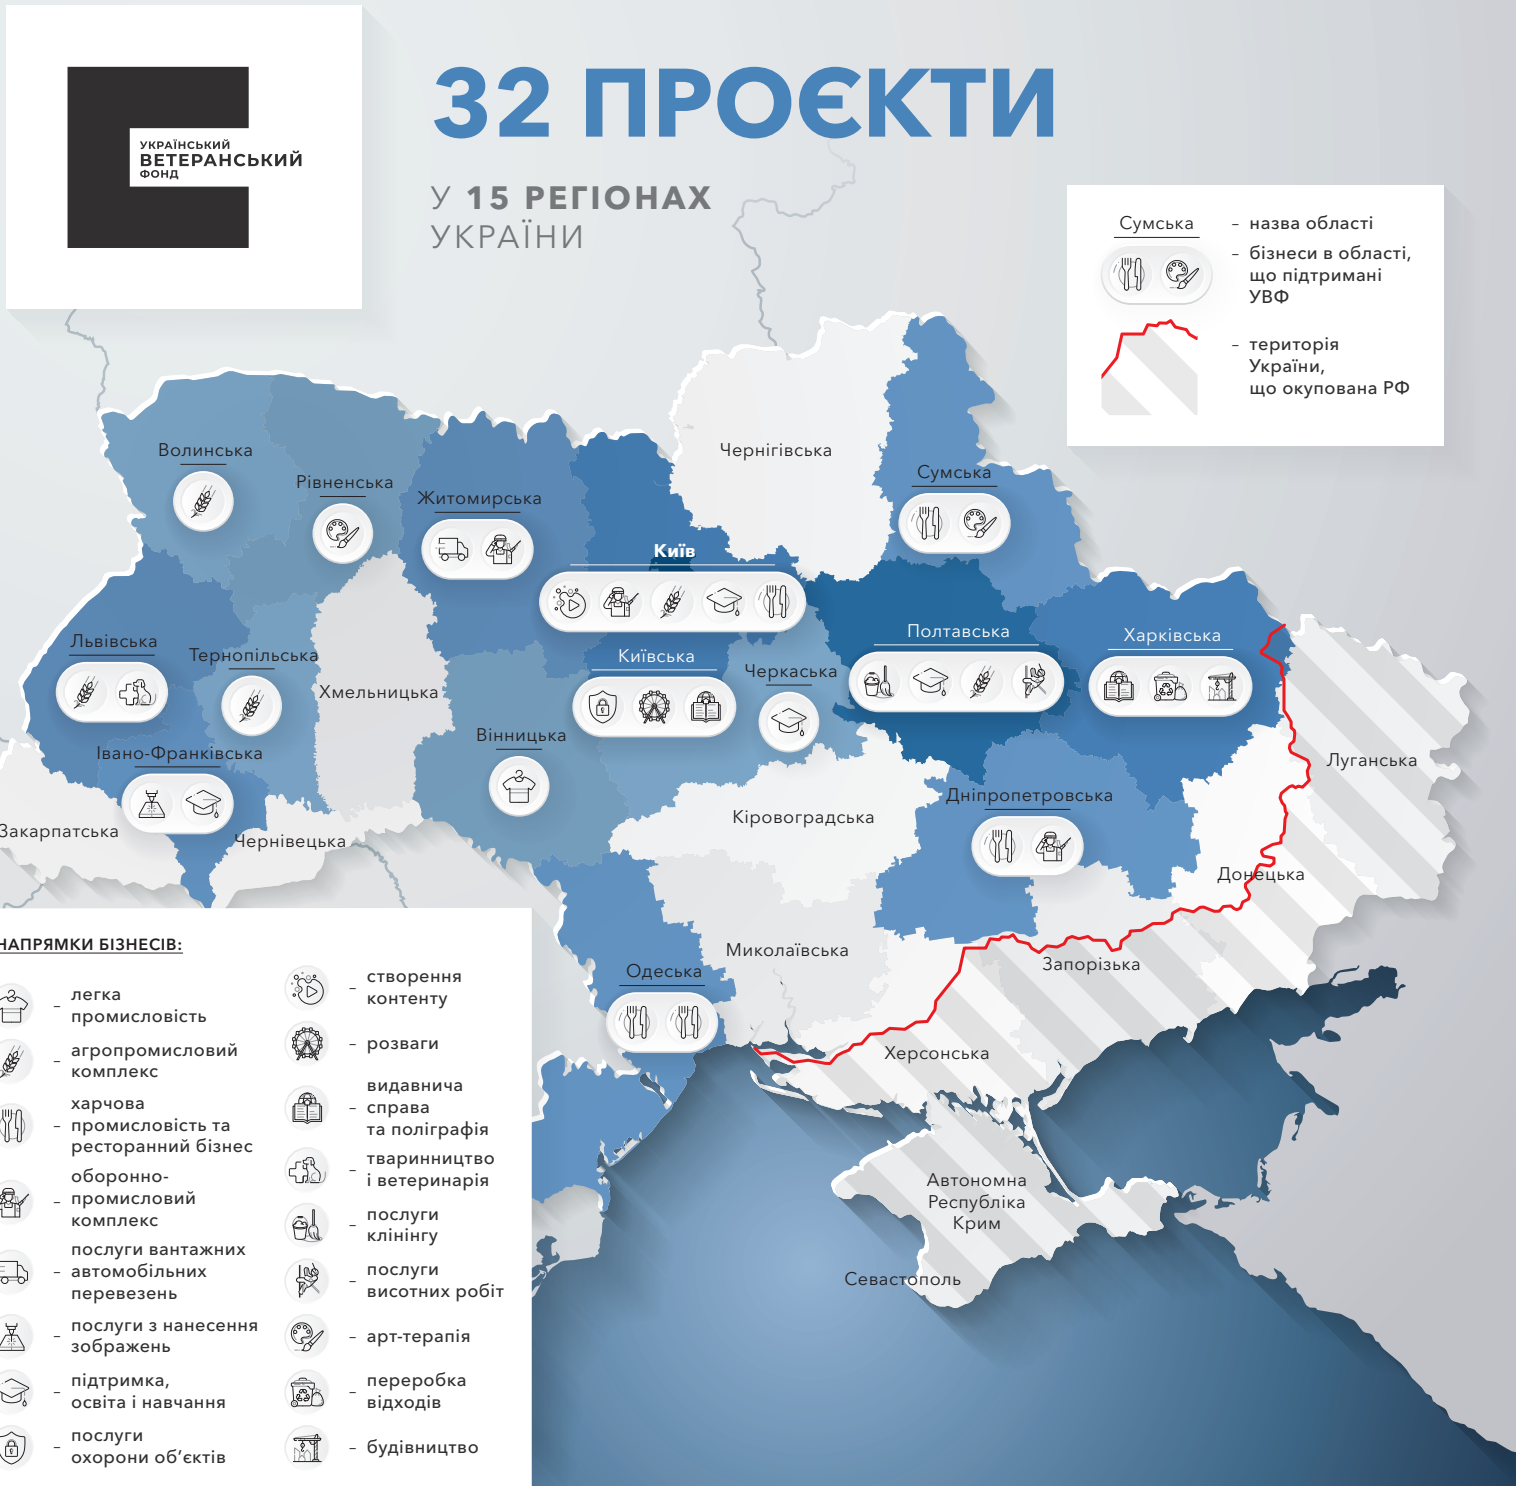 УКРАЇНСЬКИЙ
ВЕТЕРАНСЬКИЙ
ФОНД
32 ПРОЄКТИ
У 15 РЕГІОНАХ
УКРАЇНИ
Сумська
– назва області
– бізнеси в області,
що підтримані
УВФ
– територія
України,
що окупована РФ
Волинська
Рівненська
Житомирська
Київ
Чернігівська
Сумська
Львівська
Тернопільська
Хмельницька
Київська
Черкаська
Полтавська
Харківська
Івано-Франківська
Вінницька
Луганська
Закарпатська
Чернівецька
Кіровоградська
Дніпропетровська
Донецька
Миколаївська
Одеська
Запорізька
Херсонська
Автономна
Республіка
Крим
Севастополь
НАПРЯМКИ БІЗНЕСІВ:
– легка
промисловість
– агропромисловий
комплекс
харчова
– промисловість та
ресторанний бізнес
оборонно-
– промисловий
комплекс
послуги вантажних
– автомобільних
перевезень
– послуги з нанесення
зображень
– підтримка,
освіта і навчання
– послуги
охорони об’єктів
– створення
контенту
– розваги
видавнича
– справа
та поліграфія
– тваринництво
і ветеринарія
– послуги
клінінгу
– послуги
висотних робіт
– арт-терапія
– переробка
відходів
– будівництво